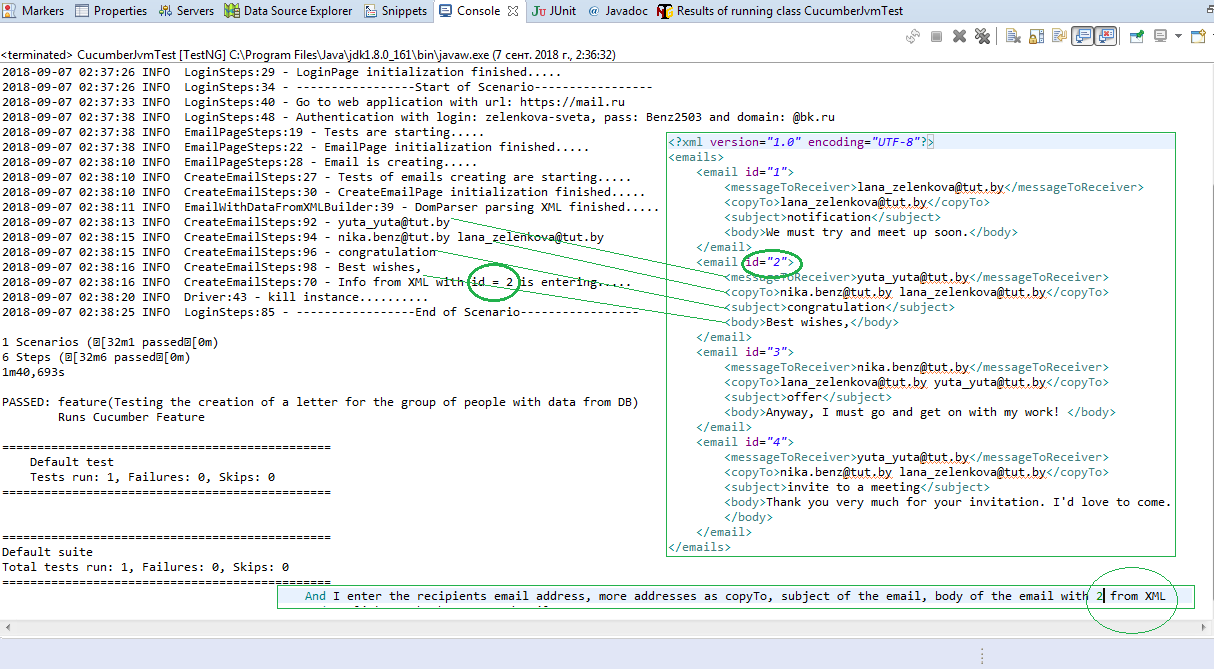 Markers Properties Servers Data Source Explorer Snippets Console JUnit Javadoc Results of running class CucumberJvmTest
<terminated> CucumberJvmTest [TestNG] C:\Program Files\Java\jdk1.8.0_161\bin\javaw.exe (7 сент. 2018 г., 2:36:32)
2018-09-07 02:37:26 INFO  LoginSteps:29 - LoginPage initialization finished.....
2018-09-07 02:37:26 INFO  LoginSteps:34 - -----------------Start of Scenario-----------------
2018-09-07 02:37:33 INFO  LoginSteps:40 - Go to web application with url: https://mail.ru
2018-09-07 02:37:38 INFO  LoginSteps:48 - Authentication with login: zelenkova-sveta, pass: Benz2503 and domain: @bk.ru
2018-09-07 02:37:38 INFO  EmailPageSteps:19 - Tests are starting.....
2018-09-07 02:37:38 INFO  EmailPageSteps:22 - EmailPage initialization finished.....
2018-09-07 02:38:10 INFO  EmailPageSteps:28 - Email is creating.....
2018-09-07 02:38:10 INFO  CreateEmailSteps:27 - Tests of emails creating are starting.....
2018-09-07 02:38:10 INFO  CreateEmailSteps:30 - CreateEmailPage initialization finished.....
2018-09-07 02:38:11 INFO  EmailWithDataFromXMLBuilder:39 - DomParser parsing XML finished.....
2018-09-07 02:38:13 INFO  CreateEmailSteps:92 - yuta_yuta@tut.by
2018-09-07 02:38:15 INFO  CreateEmailSteps:94 - nika.benz@tut.by lana_zelenkova@tut.by
2018-09-07 02:38:15 INFO  CreateEmailSteps:96 - congratulation
2018-09-07 02:38:16 INFO  CreateEmailSteps:98 - Best wishes,
2018-09-07 02:38:16 INFO  CreateEmailSteps:70 - Info from XML with id = 2 is entering.....
2018-09-07 02:38:20 INFO  Driver:43 - kill instance..........
2018-09-07 02:38:25 INFO  LoginSteps:85 - -----------------End of Scenario-----------------
1 Scenarios ([32m1 passed[0m)
6 Steps ([32m6 passed[0m)
1m40,693s
PASSED: feature(Testing the creation of a letter for the group of people with data from DB)
Runs Cucumber Feature
===============================================
Default test
Tests run: 1, Failures: 0, Skips: 0
===============================================
===============================================
Default suite
Total tests run: 1, Failures: 0, Skips: 0
===============================================
<?xml version="1.0" encoding="UTF-8"?>
<emails>
<email id="1">
<messageToReceiver>lana_zelenkova@tut.by</messageToReceiver>
<copyTo>lana_zelenkova@tut.by</copyTo>
<subject>notification</subject>
<body>We must try and meet up soon.</body>
</email>
<email id="2">
<messageToReceiver>yuta_yuta@tut.by</messageToReceiver>
<copyTo>nika.benz@tut.by lana_zelenkova@tut.by</copyTo>
<subject>congratulation</subject>
<body>Best wishes,</body>
</email>
<email id="3">
<messageToReceiver>nika.benz@tut.by</messageToReceiver>
<copyTo>lana_zelenkova@tut.by yuta_yuta@tut.by</copyTo>
<subject>offer</subject>
<body>Anyway, I must go and get on with my work! </body>
</email>
<email id="4">
<messageToReceiver>yuta_yuta@tut.by</messageToReceiver>
<copyTo>nika.benz@tut.by lana_zelenkova@tut.by</copyTo>
<subject>invite to a meeting</subject>
<body>Thank you very much for your invitation. I'd love to come.
</body>
</email>
</emails>
And I enter the recipients email address, more addresses as copyTo, subject of the email, body of the email with 2 from XML